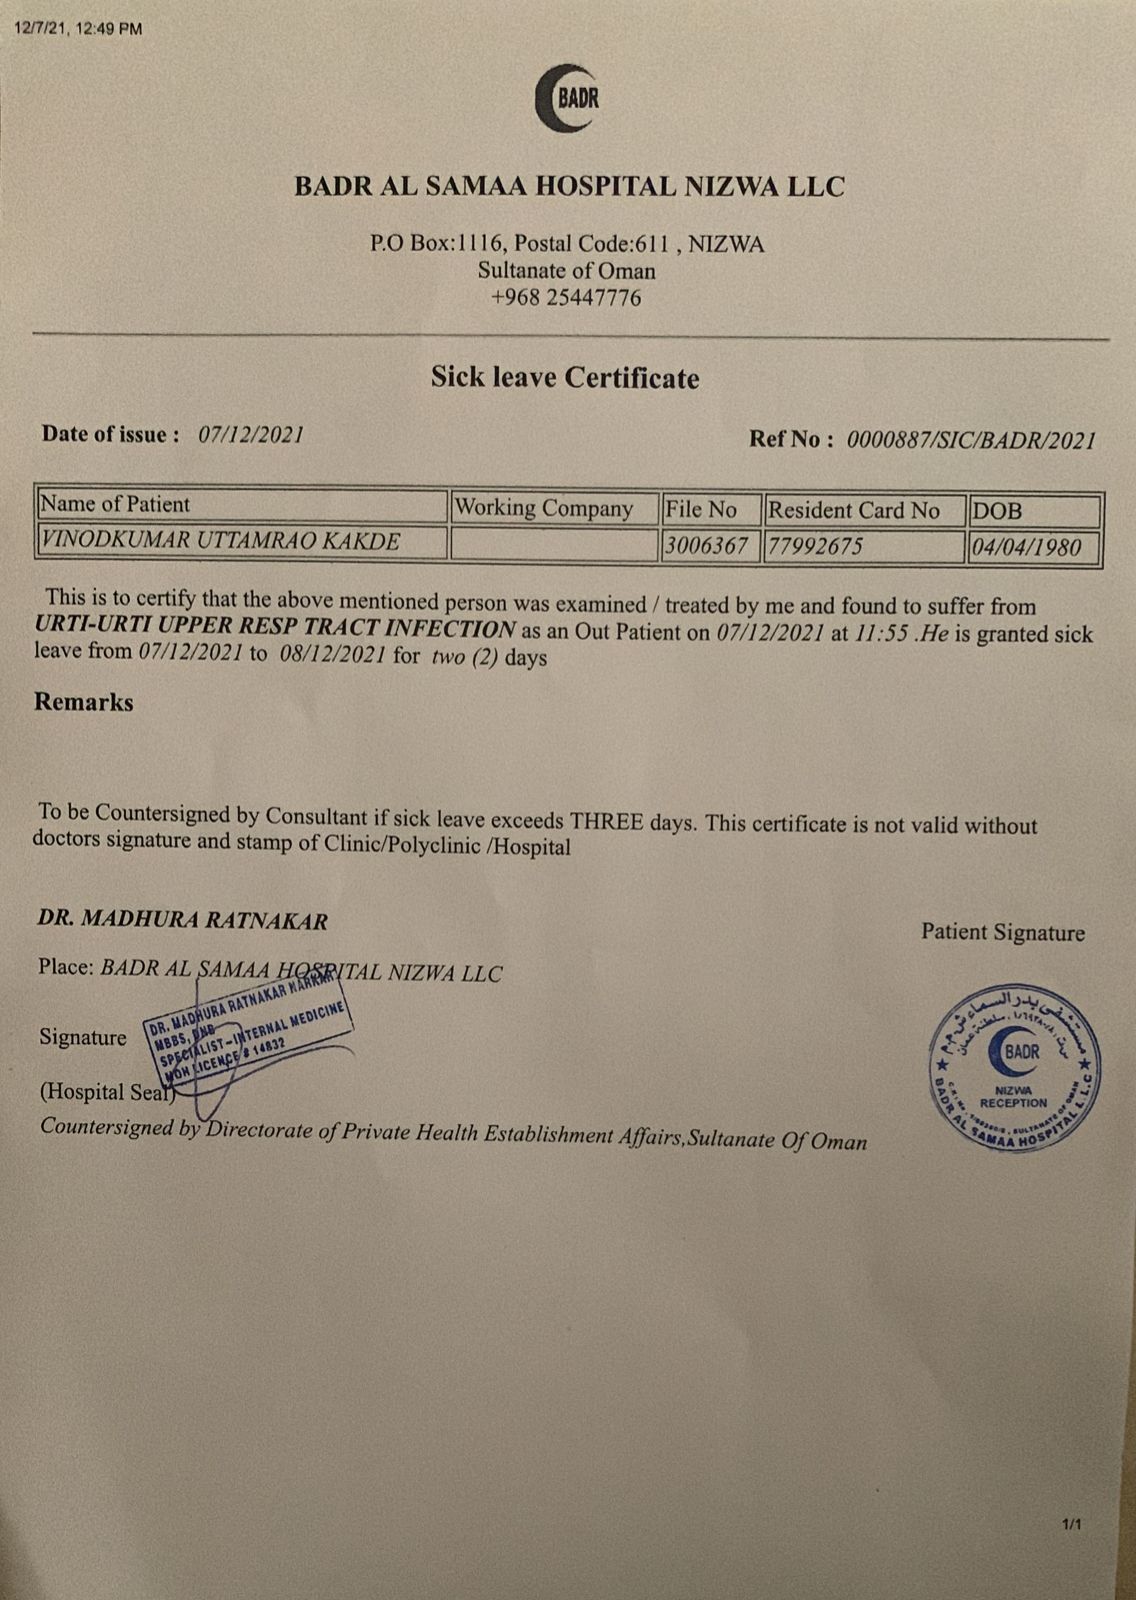 12/7/21, 12:49 PM
BADR
BADR AL SAMAA HOSPITAL NIZWA LLC
P.O Box:1116, Postal Code:611 , NIZWA
Sultanate of Oman
+968 25447776
Sick leave Certificate
Date of issue : 07/12/2021 Ref No : 0000887/SIC/BADR/2021
Name of Patient Working Company File No Resident Card No DOB
VINODKUMAR UTTAMRAO KAKDE 3006367 77992675 04/04/1980
This is to certify that the above mentioned person was examined / treated by me and found to suffer from
URTI-URTI UPPER RESP TRACT INFECTION as an Out Patient on 07/12/2021 at 11:55 .He is granted sick
leave from 07/12/2021 to 08/12/2021 for two (2) days
Remarks
To be Countersigned by Consultant if sick leave exceeds THREE days. This certificate is not valid without
doctors signature and stamp of Clinic/Polyclinic /Hospital
DR. MADHURA RATNAKAR
Patient Signature
Place: BADR AL SAMAA HOSPITAL NIZWA LLC
DR. MADHURA RATNAKAR
MBBS, DNB
SPECIALIST-INTERNAL MEDICINE
MOH LICENCE # 14832
Signature
(Hospital Seal)
مستشفى بدر السماء ش.م.م
سلطنة عمان
BADR
NIZWA
RECEPTION
SULTANATE OF OMAN
BADR AL SAMAA HOSPITAL L.L.C
Countersigned by Directorate of Private Health Establishment Affairs,Sultanate Of Oman
1/1